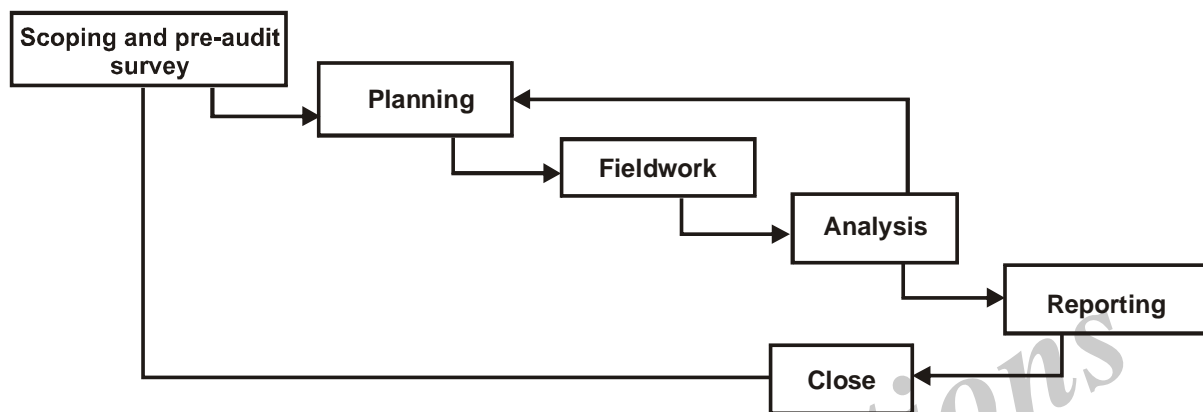 Scoping and pre-audit
survey
Planning
Fieldwork
Analysis
Reporting
Close